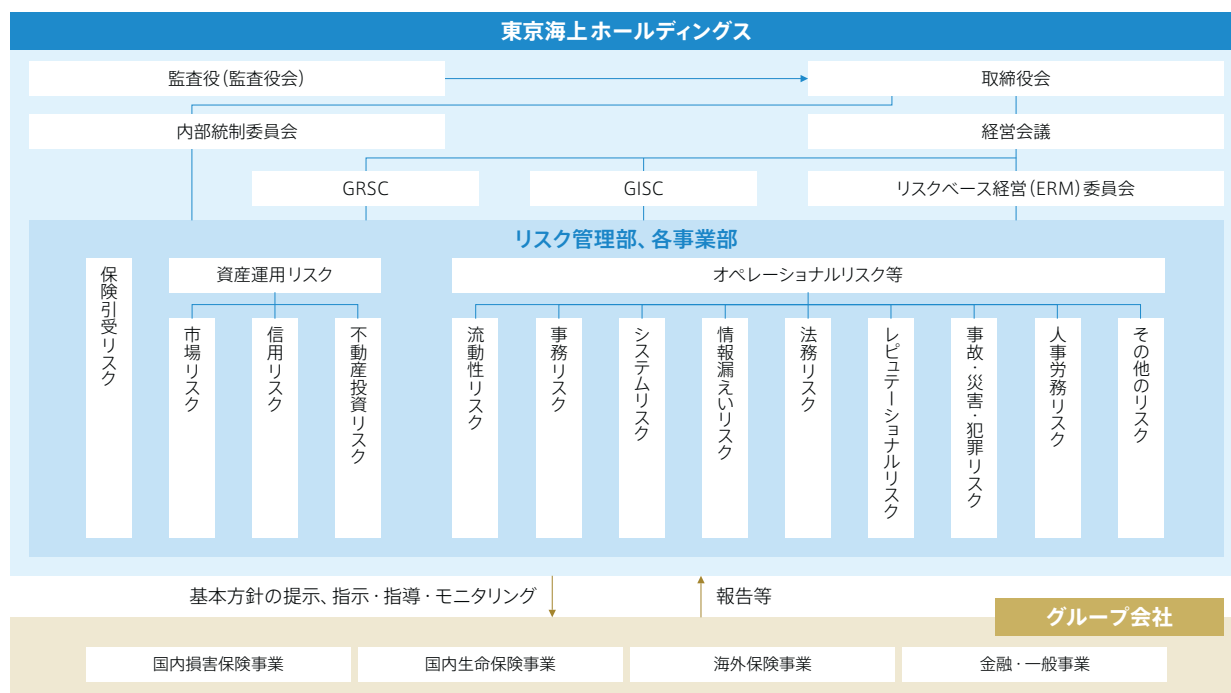 東京海上ホールディングス
監査役(監査役会)
取締役会
内部統制委員会
経営会議
GRSC
GISC
リスクベース経営(ERM)委員会
リスク管理部、各事業部
保険引受リスク
資産運用リスク
市場リスク
信用リスク
不動産投資リスク
オペレーショナルリスク等
流動性リスク
事務リスク
システムリスク
情報漏えいリスク
法務リスク
レピュテーショナルリスク
事故・災害・犯罪リスク
人事労務リスク
その他のリスク
基本方針の提示、指示・指導・モニタリング
報告等
グループ会社
国内損害保険事業
国内生命保険事業
海外保険事業
金融・一般事業